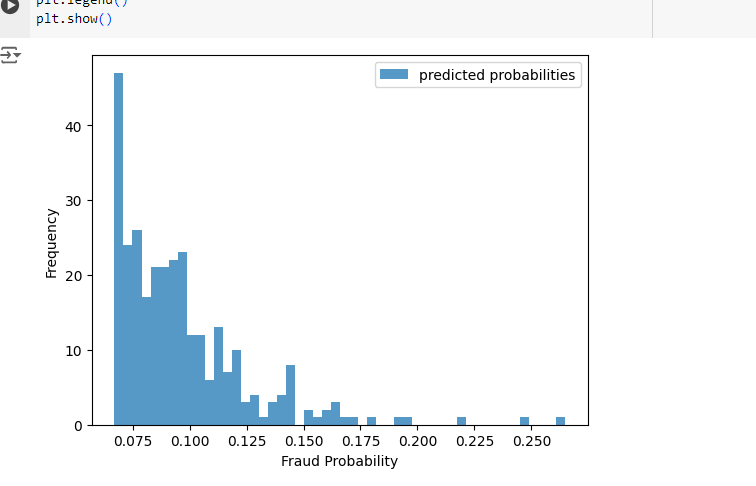 plt.legend()
plt.show()
predicted probabilities
40
30
20
10
0
Frequency
0.075 0.100 0.125 0.150 0.175 0.200 0.225 0.250
Fraud Probability